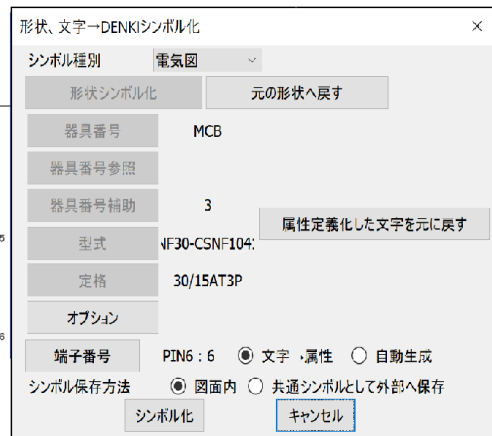 形状、文字→DENKIシンボル化 ×
シンボル種別 電気図
形状シンボル化 元の形状へ戻す
器具番号 MCB
器具番号参照
器具番号補助 3
属性定義化した文字を元に戻す
型式
定格 30/15AT3P
オプション
端子番号 PIN6：6 文字→属性 自動生成
シンボル保存方法 図面内 共通シンボルとして外部へ保存
シンボル化 キャンセル
5
6